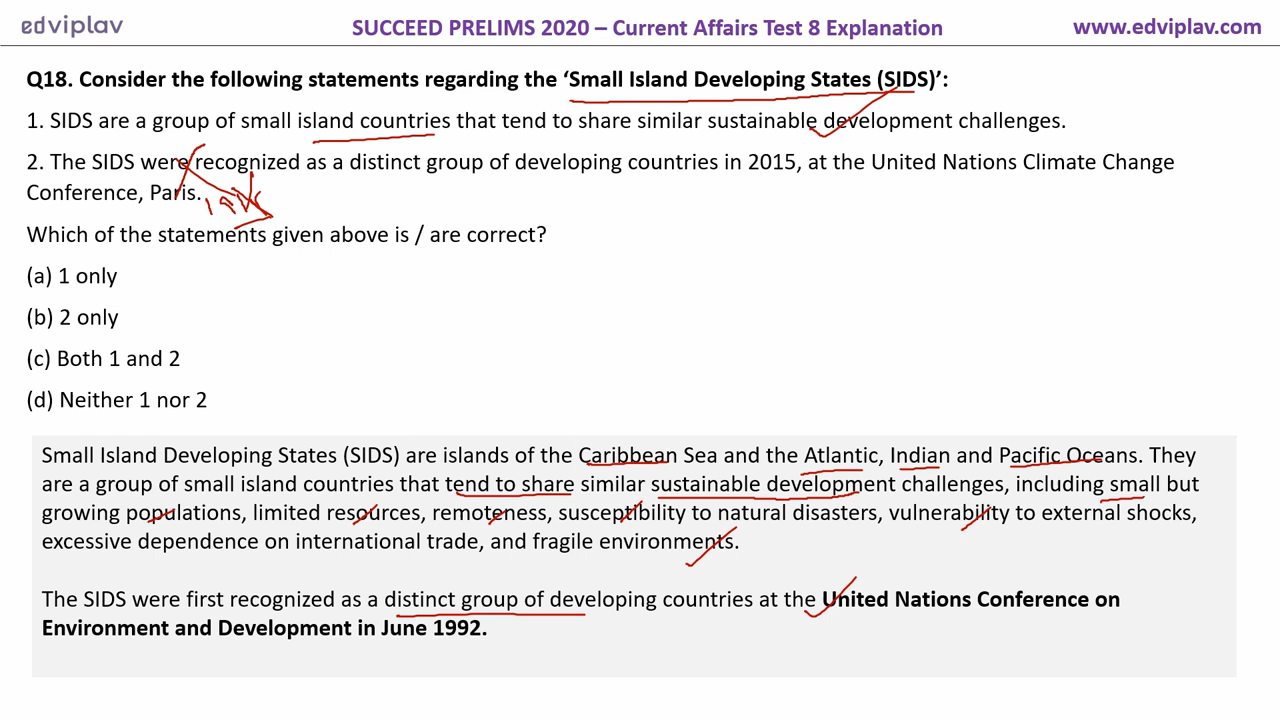 edviplav
SUCCEED PRELIMS 2020 – Current Affairs Test 8 Explanation
www.edviplav.com
Q18. Consider the following statements regarding the ‘Small Island Developing States (SIDS)’:
1. SIDS are a group of small island countries that tend to share similar sustainable development challenges.
2. The SIDS were recognized as a distinct group of developing countries in 2015, at the United Nations Climate Change
Conference, Paris.
Which of the statements given above is / are correct?
(a) 1 only
(b) 2 only
(c) Both 1 and 2
(d) Neither 1 nor 2
Small Island Developing States (SIDS) are islands of the Caribbean Sea and the Atlantic, Indian and Pacific Oceans. They
are a group of small island countries that tend to share similar sustainable development challenges, including small but
growing populations, limited resources, remoteness, susceptibility to natural disasters, vulnerability to external shocks,
excessive dependence on international trade, and fragile environments.
The SIDS were first recognized as a distinct group of developing countries at the United Nations Conference on
Environment and Development in June 1992.